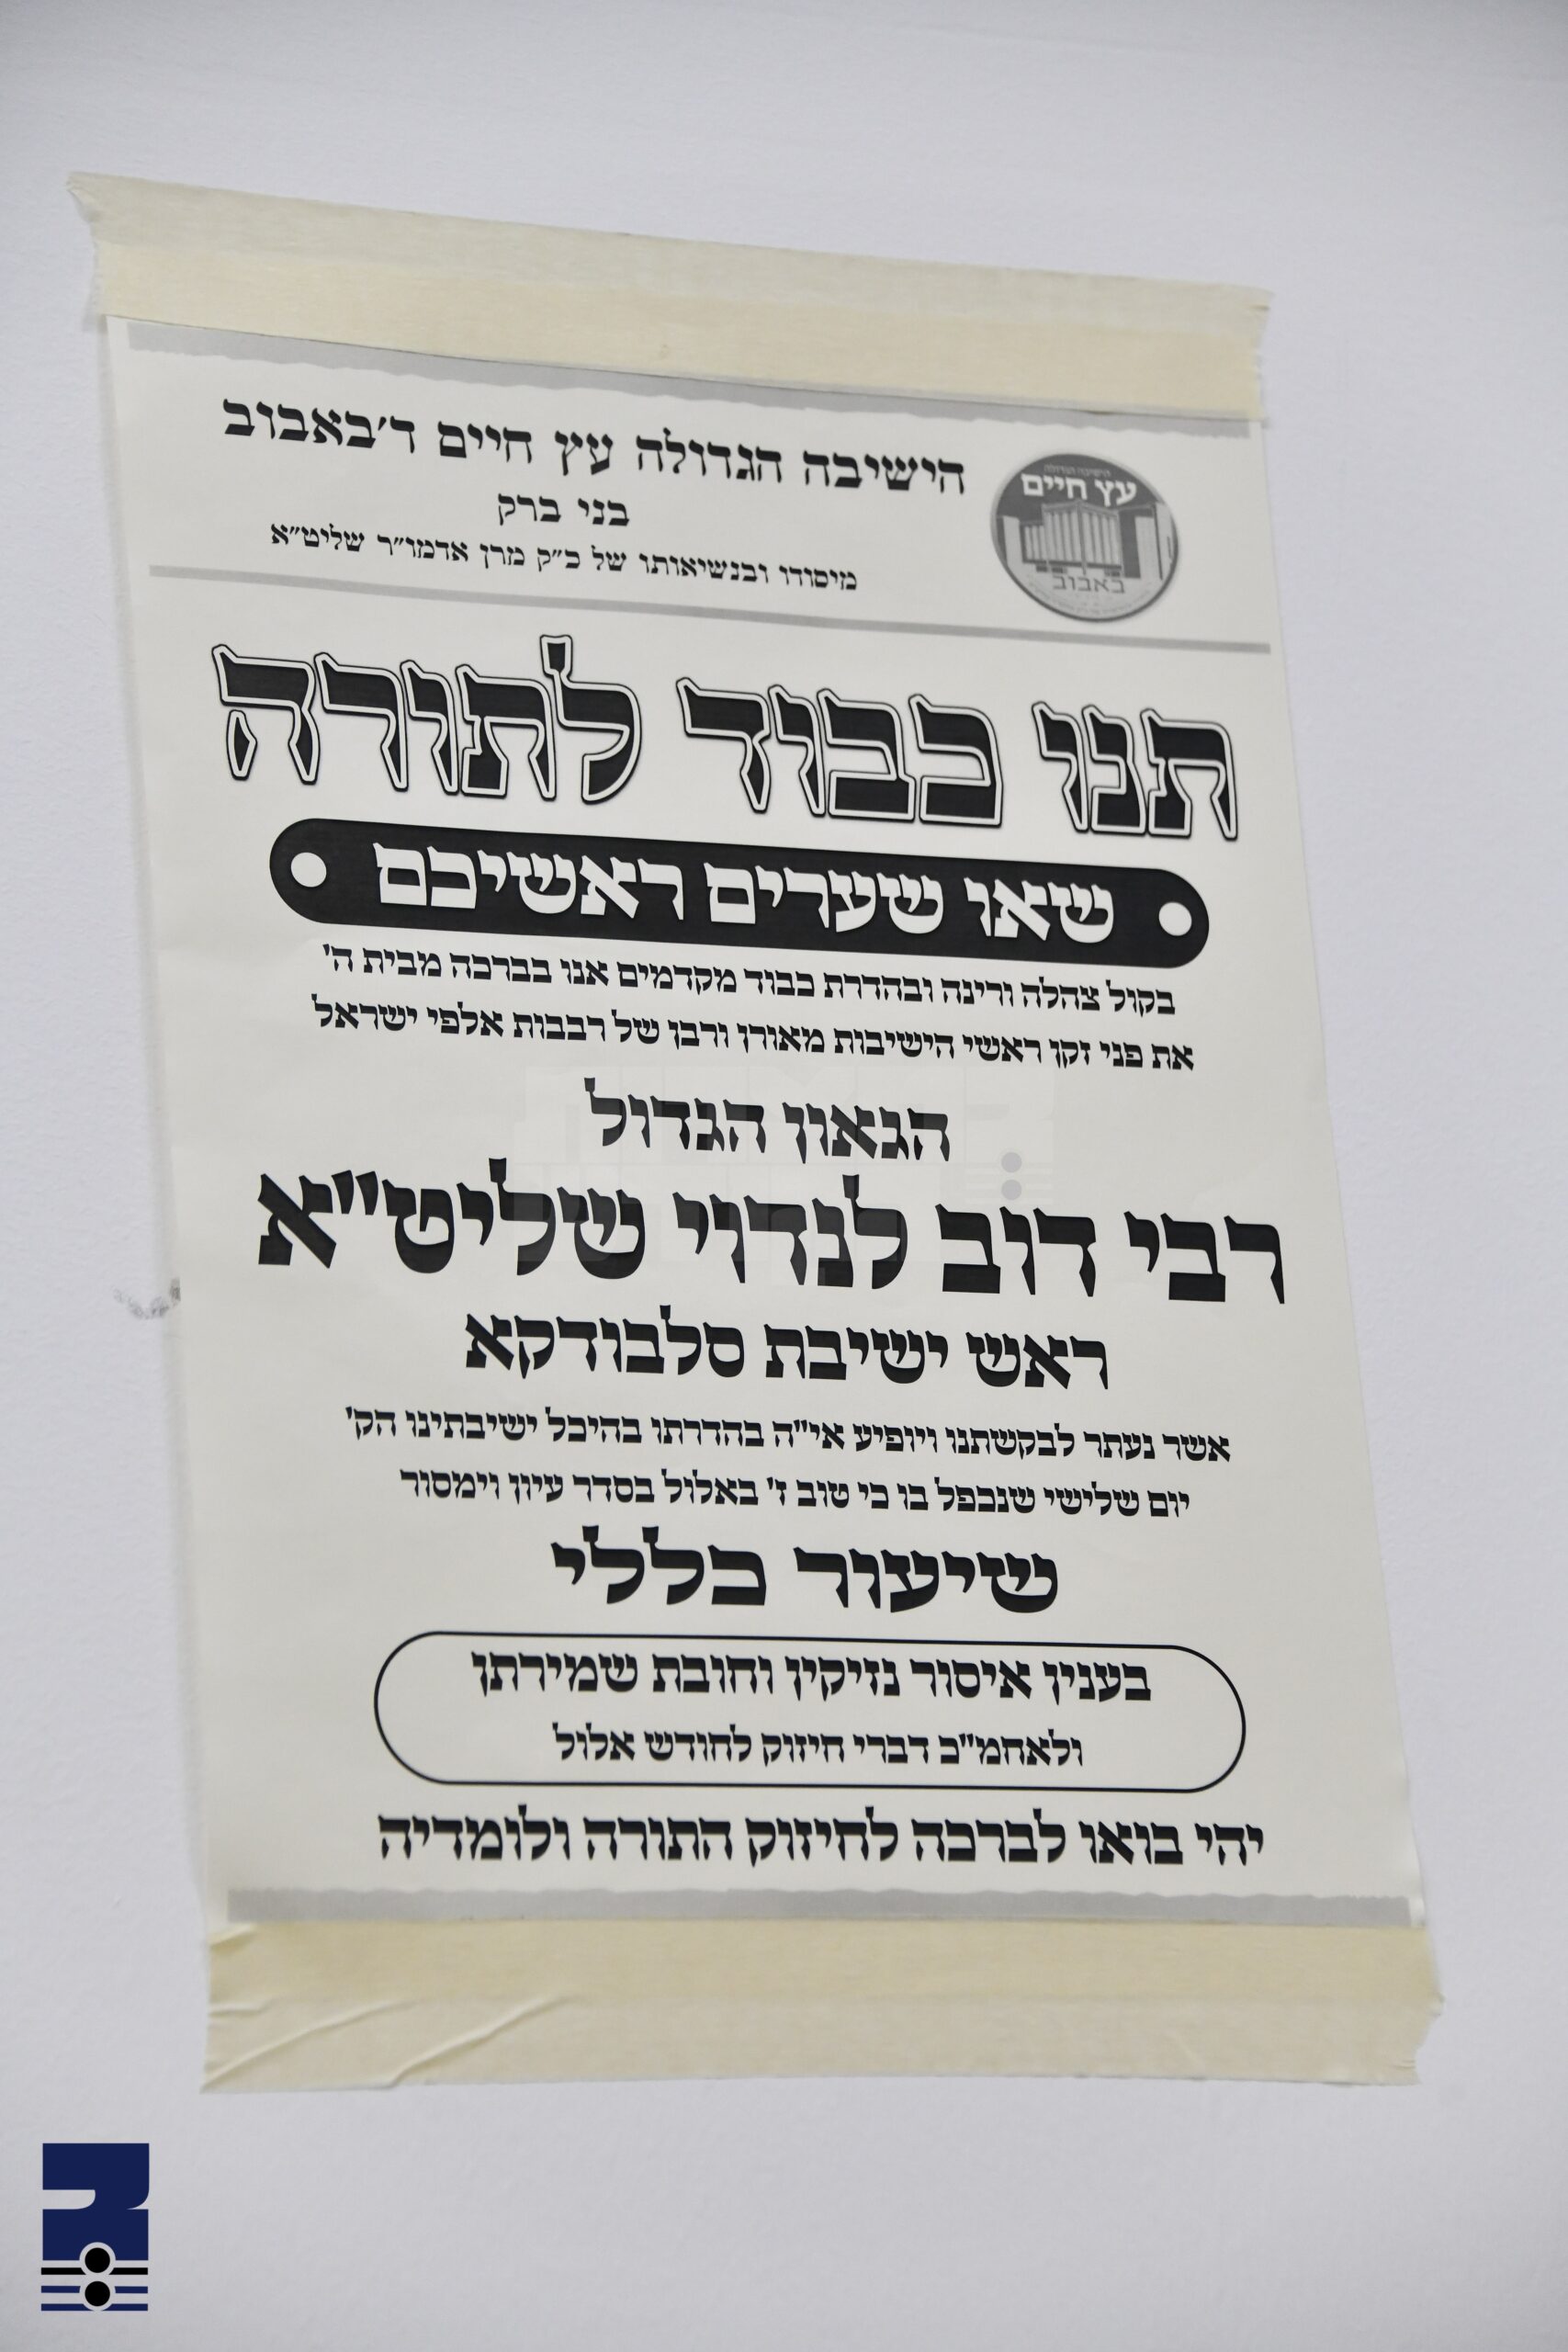 הישיבה הגדולה עץ חיים ד׳באבוב
בני ברק
מיסודו ובנשיאותו של כ״ק מרן אדמו״ר שליט״א
הישיבה הגדולה
עץ חיים
באבוב
תנו כבוד לתורה
שאו שערים ראשיכם
בקול צהלה ורינה ובהדרת כבוד מקדמים אנו בברכה מבית ה'
את פני זקן ראשי הישיבות מאורן ורבן של רבבות אלפי ישראל
הגאון הגדול
רבי דוב לנדוי שליט"א
ראש ישיבת סלבודקא
אשר נעתר לבקשתנו ויופיע אי"ה בהדרתו בהיכל ישיבתינו הק'
יום שלישי שנכפל בו כי טוב ז' באלול בסדר עיון וימסור
שיעור כללי
בענין איסור נזיקין וחובת שמירתן
ולאחמ"כ דברי חיזוק לחודש אלול
יהי בואו לברכה לחיזוק התורה ולומדיה